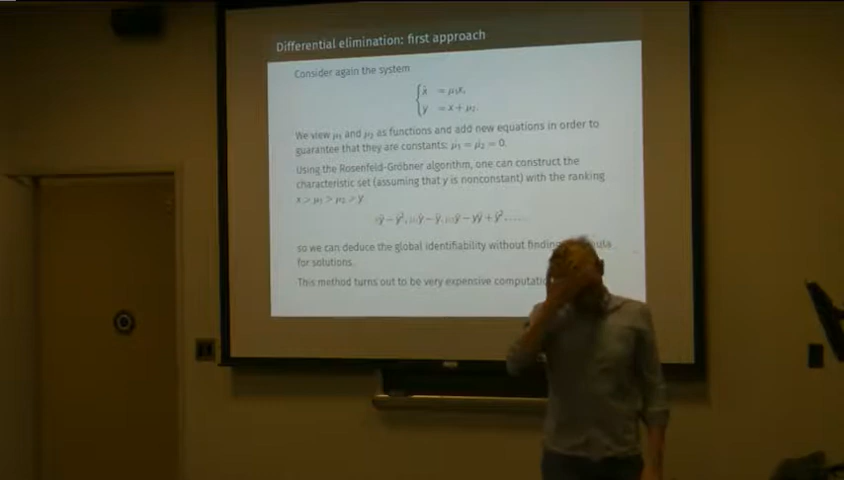 Differential elimination: first approach
Consider again the system
ẋ = μ₁x,
y = x + μ₂.
We view μ₁ and μ₂ as functions and add new equations in order to
guarantee that they are constants: μ̇₁ = μ̇₂ = 0.
Using the Rosenfeld-Gröbner algorithm, one can construct the
characteristic set (assuming that y is nonconstant) with the ranking
x > μ₁ > μ₂ > y
so we can deduce the global identifiability without finding
for solutions.
This method turns out to be very expensive